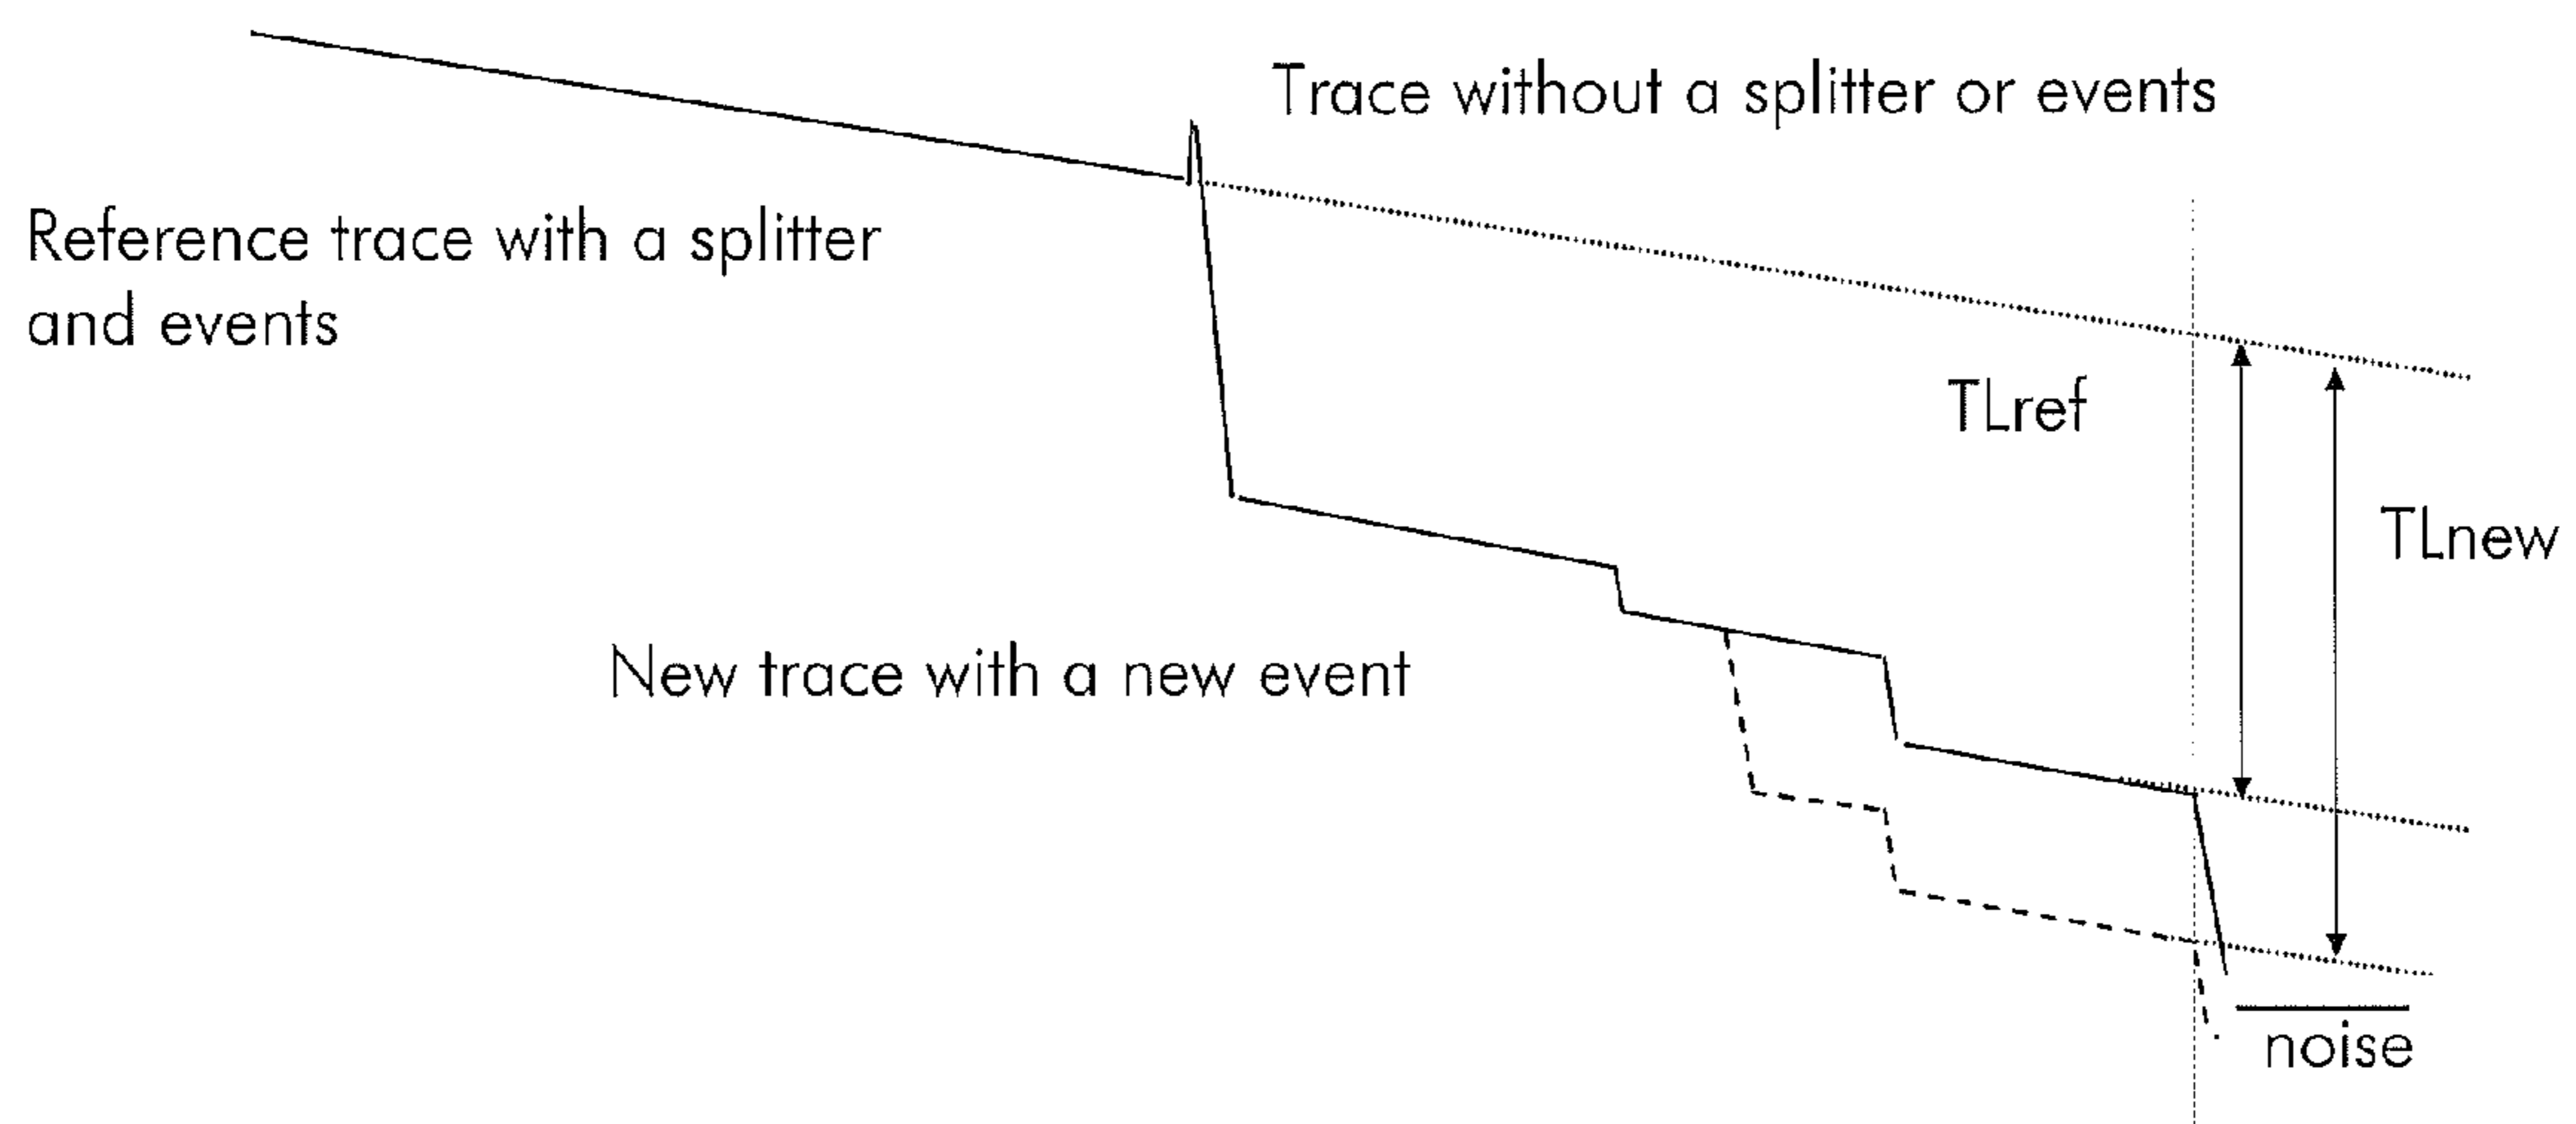 Trace without a splitter or events
Reference trace with a splitter
and events
TLref
TLnew
New trace with a new event
noise